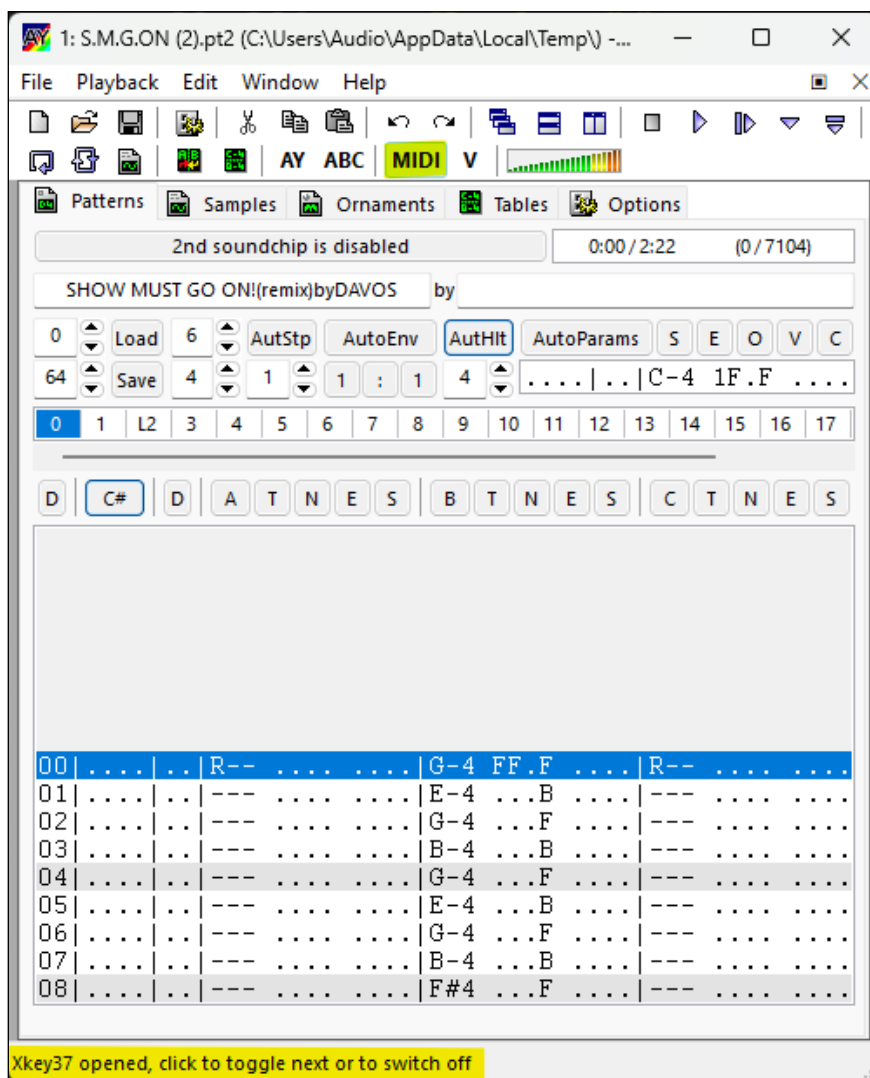 1: S.M.G.ON (2).pt2 (C:\Users\Audio\AppData\Local\Temp\) -...
File Playback Edit Window Help
AY ABC MIDI V
Patterns Samples Ornaments Tables Options
2nd soundchip is disabled 0:00 / 2:22 (0 / 7104)
SHOW MUST GO ON!(remix)byDAVOS by
0 Load 6 AutStp AutoEnv AutHlt AutoParams S E O V C
64 Save 4 1 1 : 1 4 ....|..|C-4 1F.F ....
0 1 L2 3 4 5 6 7 8 9 10 11 12 13 14 15 16 17
D C# D A T N E S B T N E S C T N E S
00|....|..|R-- .... ....|G-4 FF.F ....|R-- .... ....
01|....|..|--- .... ....|E-4 ...B ....|--- .... ....
02|....|..|--- .... ....|G-4 ...F ....|--- .... ....
03|....|..|--- .... ....|B-4 ...B ....|--- .... ....
04|....|..|--- .... ....|G-4 ...F ....|--- .... ....
05|....|..|--- .... ....|E-4 ...B ....|--- .... ....
06|....|..|--- .... ....|G-4 ...F ....|--- .... ....
07|....|..|--- .... ....|B-4 ...B ....|--- .... ....
08|....|..|--- .... ....|F#4 ...F ....|--- .... ....
Xkey37 opened, click to toggle next or to switch off